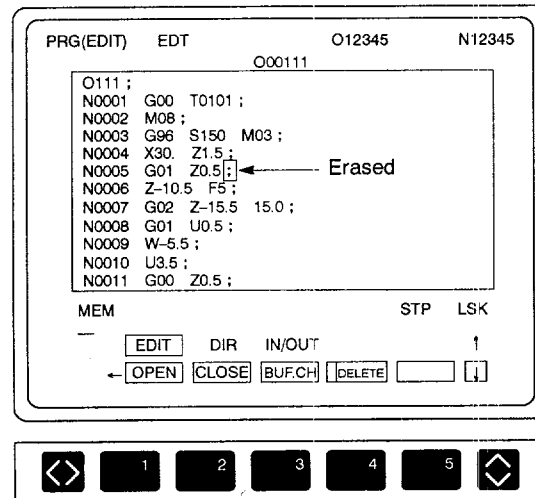 PRG(EDIT) EDT O12345 N12345
O00111
O111 ;
N0001 G00 T0101 ;
N0002 M08 ;
N0003 G96 S150 M03 ;
N0004 X30. Z1.5 ;
N0005 G01 Z0.5 ; Erased
N0006 Z–10.5 F5 ;
N0007 G02 Z–15.5 15.0 ;
N0008 G01 U0.5 ;
N0009 W–5.5 ;
N0010 U3.5 ;
N0011 G00 Z0.5 ;
MEM STP LSK
EDIT DIR IN/OUT ↑
← OPEN CLOSE BUF.CH DELETE ↓
1 2 3 4 5